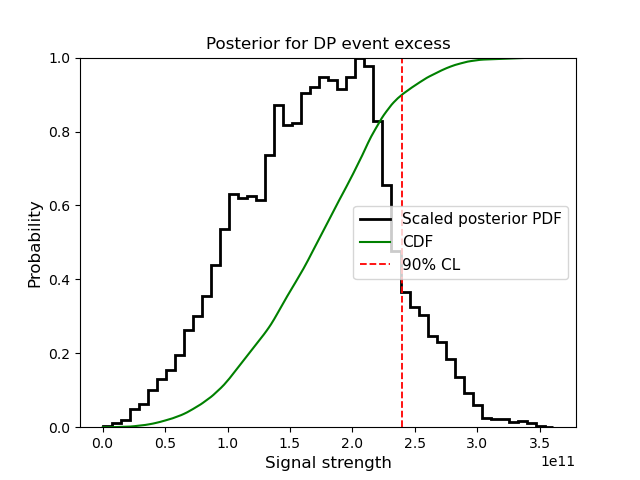 Posterior for DP event excess
Probability
1.0
0.8
0.6
0.4
0.2
0.0
Scaled posterior PDF
CDF
90% CL
0.0 0.5 1.0 1.5 2.0 2.5 3.0 3.5
1e11
Signal strength